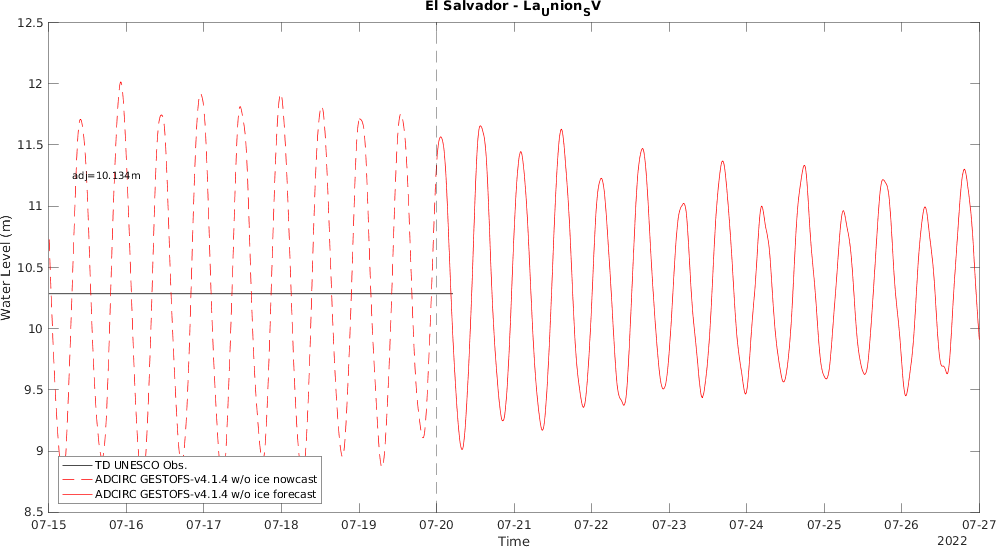 El Salvador - LaUnionSV
12.5
12
11.5
11
10.5
10
9.5
9
8.5
Water Level (m)
adj=10.134m
TD UNESCO Obs.
ADCIRC GESTOFS-v4.1.4 w/o ice nowcast
ADCIRC GESTOFS-v4.1.4 w/o ice forecast
07-15 07-16 07-17 07-18 07-19 07-20 07-21 07-22 07-23 07-24 07-25 07-26 07-27
Time
2022